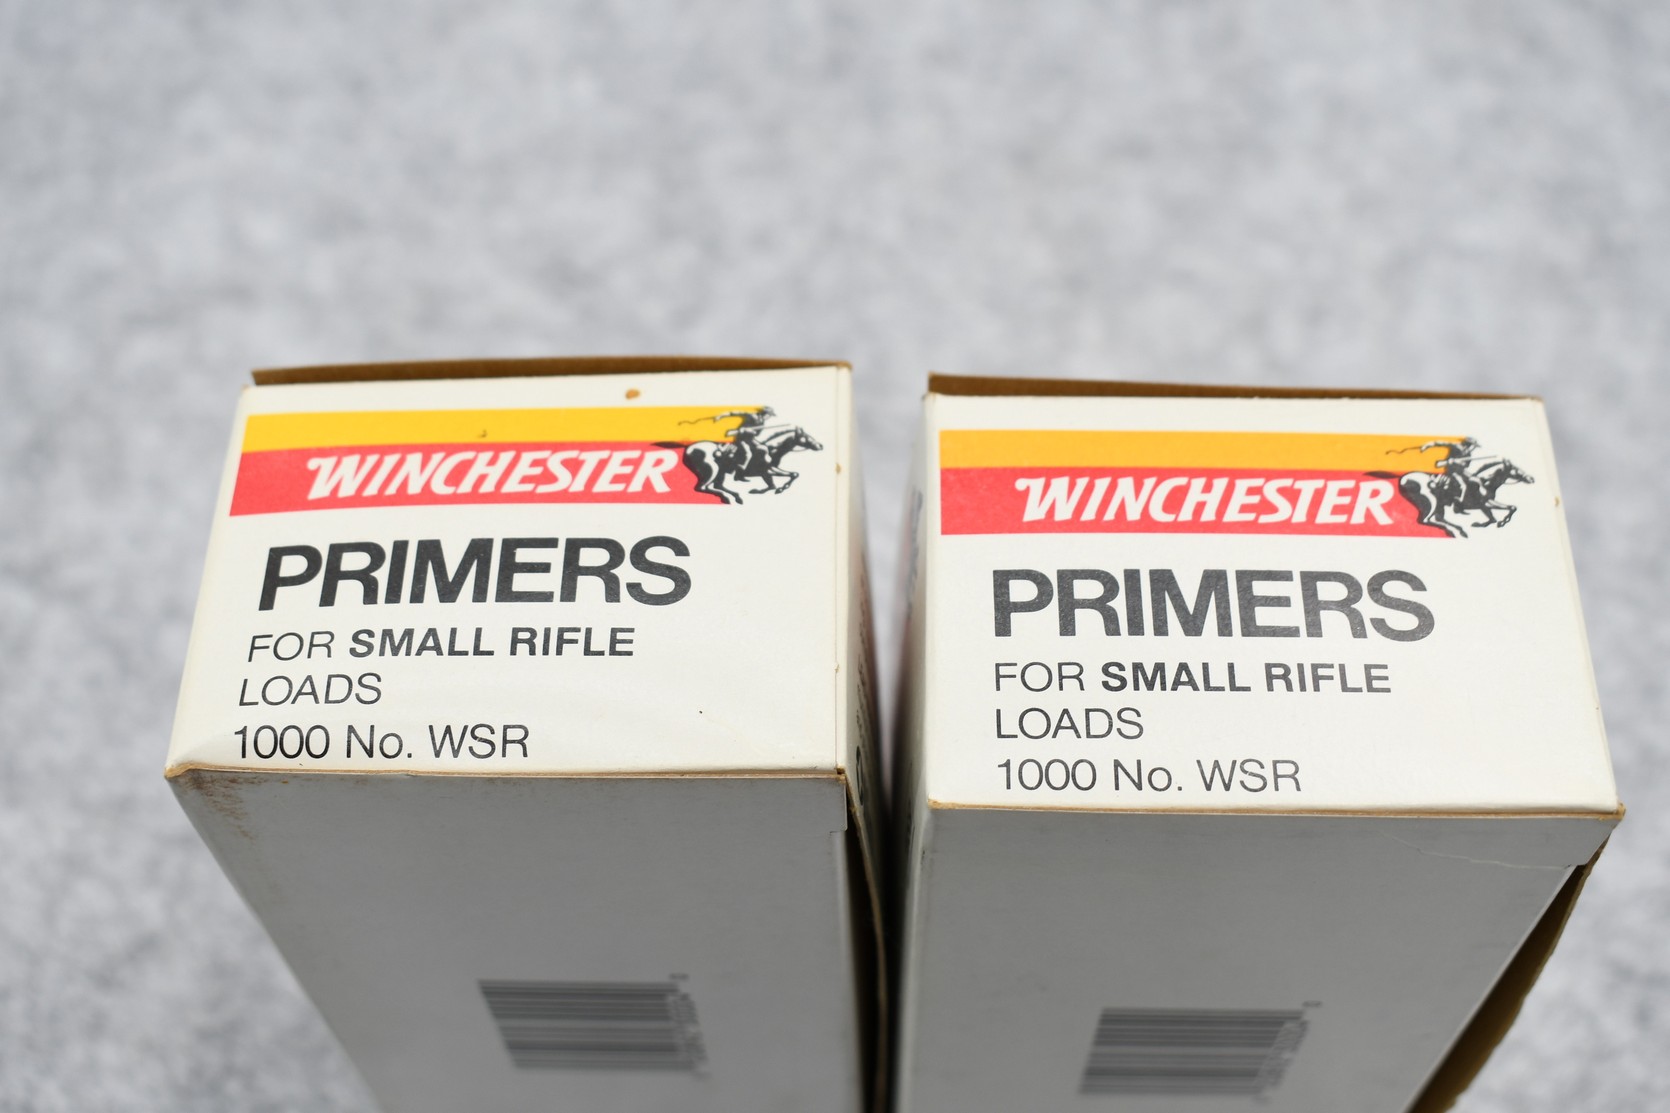 WINCHESTER
PRIMERS
FOR SMALL RIFLE
LOADS
1000 No. WSR
WINCHESTER
PRIMERS
FOR SMALL RIFLE
LOADS
1000 No. WSR